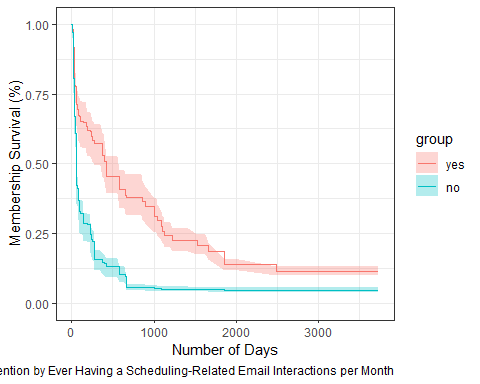 1.00
0.75
0.50
0.25
0.00
Membership Survival (%)
0 1000 2000 3000
Number of Days
group
yes
no
by Ever Having a Scheduling-Related Email Interactions per Month